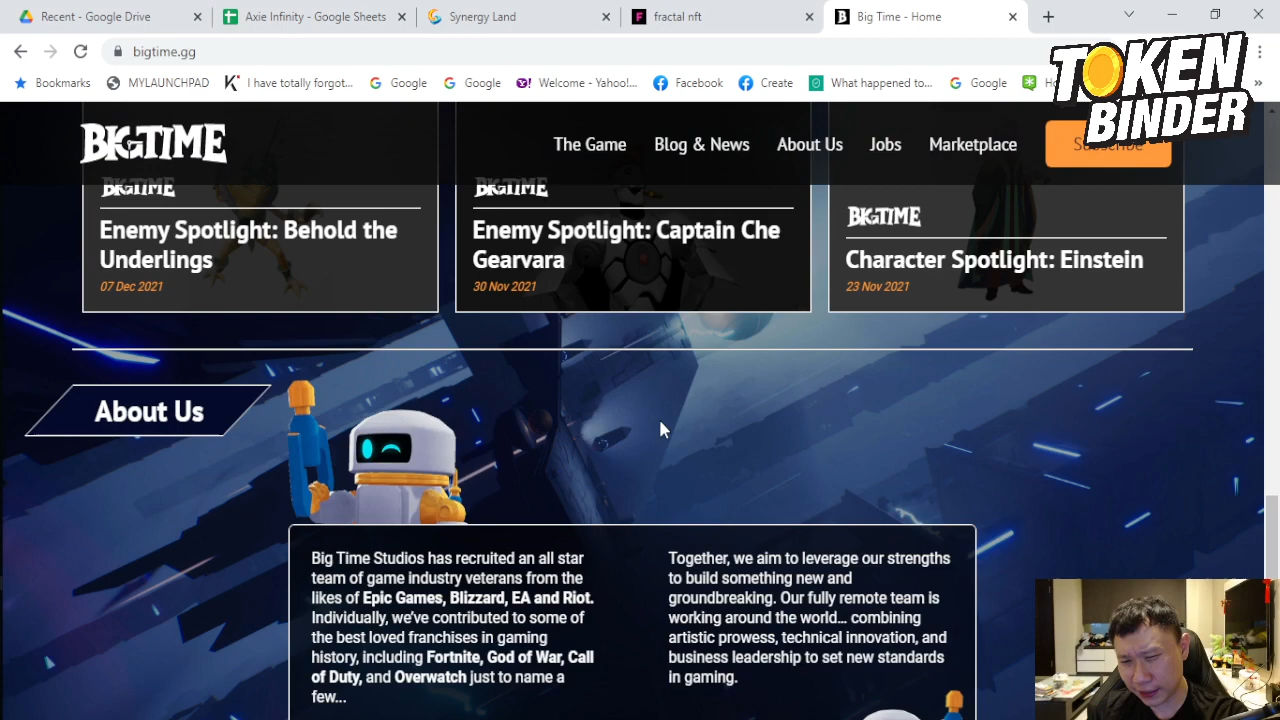 Recent - Google Drive
Axie Infinity - Google Sheets
Synergy Land
fractal nft
Big Time - Home
bigtime.gg
TOKEN
BINDER
Bookmarks
MYLAUNCHPAD
I have totally forgot...
Google
Google
Welcome - Yahoo!...
Facebook
Create
What happened to...
Google
BIGTIME
The Game
Blog & News
About Us
Jobs
Marketplace
Subscribe
BIGTIME
BIGTIME
BIGTIME
Enemy Spotlight: Behold the
Underlings
07 Dec 2021
Enemy Spotlight: Captain Che
Gearvara
30 Nov 2021
Character Spotlight: Einstein
23 Nov 2021
About Us
Big Time Studios has recruited an all star
team of game industry veterans from the
likes of Epic Games, Blizzard, EA and Riot.
Individually, we've contributed to some of
the best loved franchises in gaming
history, including Fortnite, God of War, Call
of Duty, and Overwatch just to name a
few...
Together, we aim to leverage our strengths
to build something new and
groundbreaking. Our fully remote team is
working around the world... combining
artistic prowess, technical innovation, and
business leadership to set new standards
in gaming.